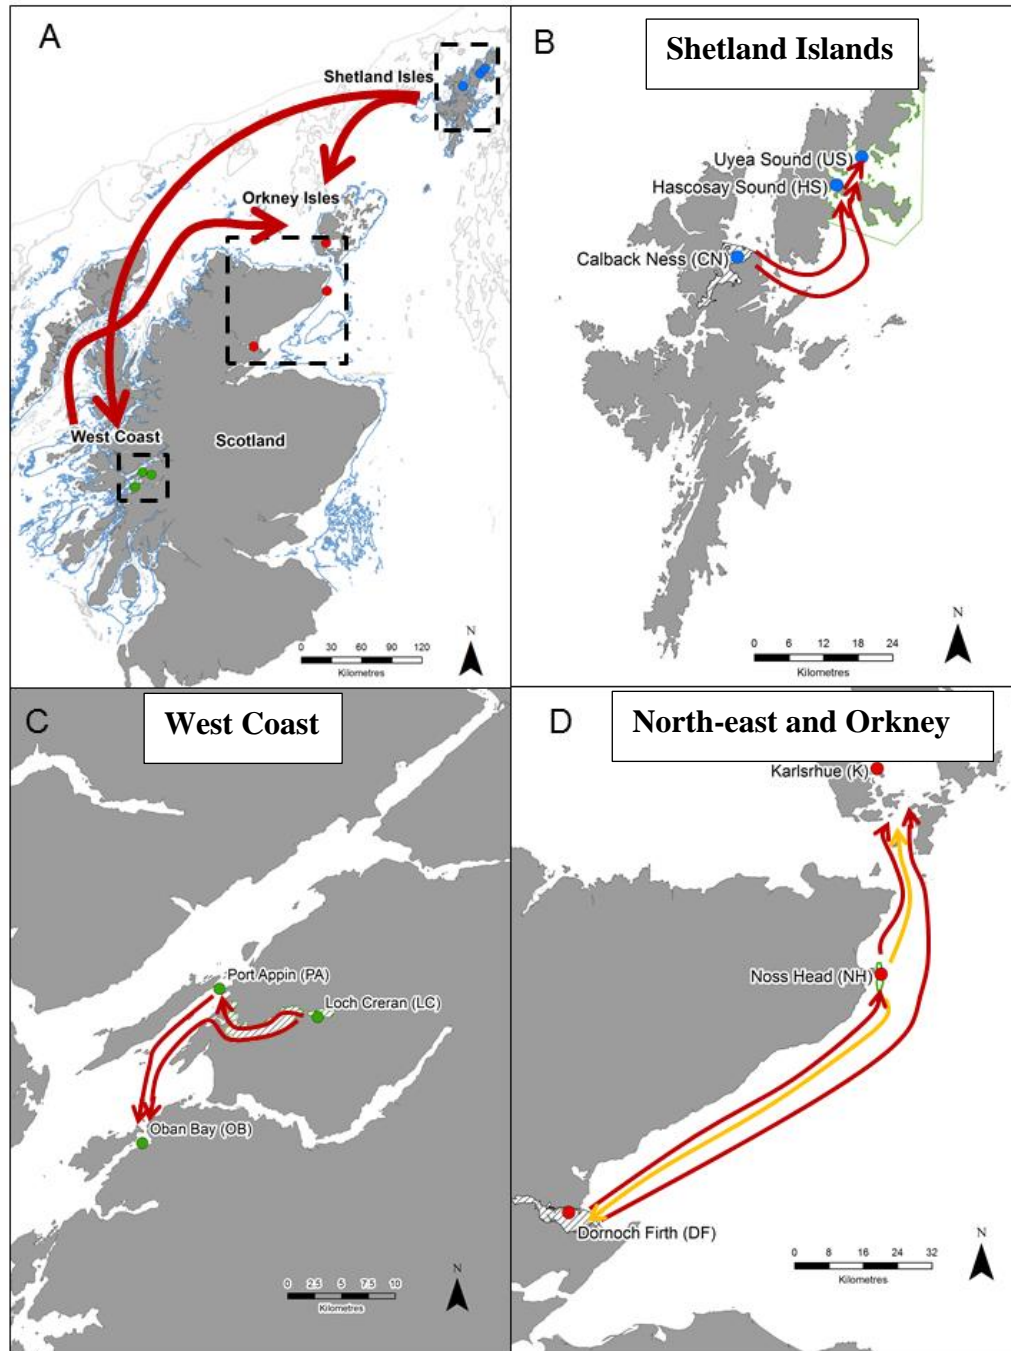 A
Shetland Isles
Orkney Isles
West Coast
Scotland
N
0 30 60 90 120
Kilometres
B
Shetland Islands
Uyea Sound (US)
Hascosay Sound (HS)
Calback Ness (CN)
N
0 6 12 18 24
Kilometres
C
West Coast
Port Appin (PA)
Loch Creran (LC)
Oban Bay (OB)
N
0 2.5 5 7.5 10
Kilometres
D
North-east and Orkney
Karlsrhue (K)
Noss Head (NH)
Dornoch Firth (DF)
N
0 8 16 24 32
Kilometres